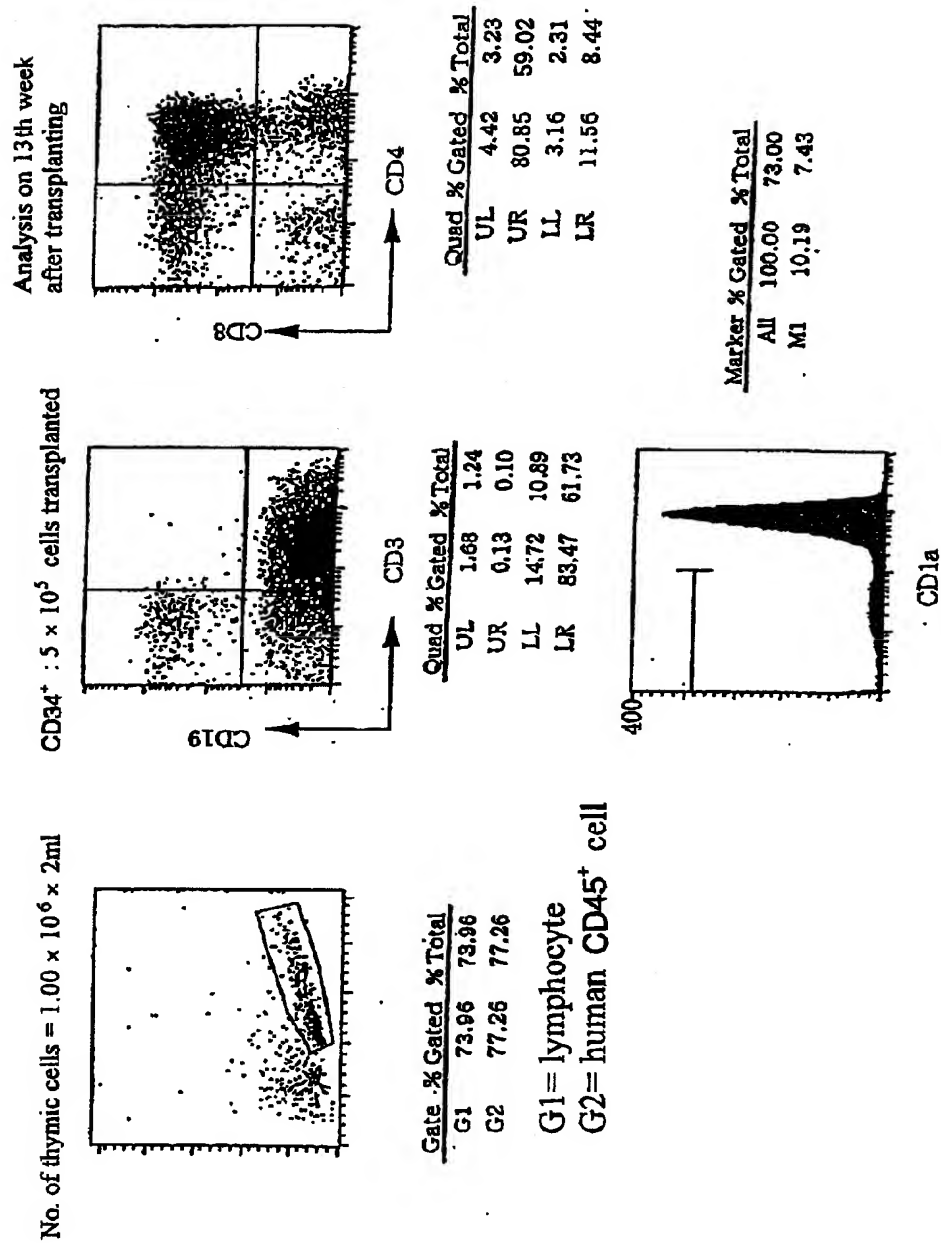 No. of thymic cells = 1.00 x 10⁶ x 2ml
CD34⁺ : 5 x 10⁵ cells transplanted
Analysis on 13th week
after transplanting
Gate % Gated % Total
G1 73.96 73.96
G2 77.26 77.26
G1= lymphocyte
G2= human CD45⁺ cell
CD19
CD3
Quad % Gated % Total
UL 1.68 1.24
UR 0.13 0.10
LL 14.72 10.89
LR 83.47 61.73
CD8
CD4
Quad % Gated % Total
UL 4.42 3.23
UR 80.85 59.02
LL 3.16 2.31
LR 11.56 8.44
400
CD1a
Marker % Gated % Total
All 100.00 73.00
M1 10.19 7.43